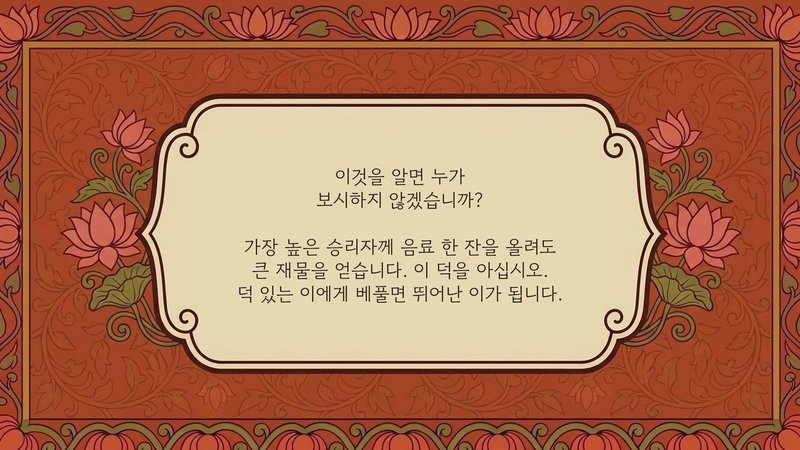 이것을 알면 누가
보시하지 않겠습니까?
가장 높은 승리자께 음료 한 잔을 올려도
큰 재물을 얻습니다. 이 덕을 아십시오.
덕 있는 이에게 베풀면 뛰어난 이가 됩니다.